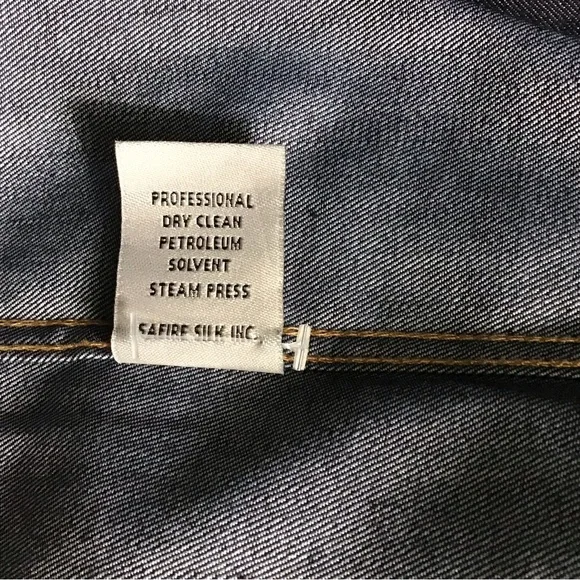 PROFESSIONAL
DRY CLEAN
PETROLEUM
SOLVENT
STEAM PRESS
SAFIRE SILK INC.